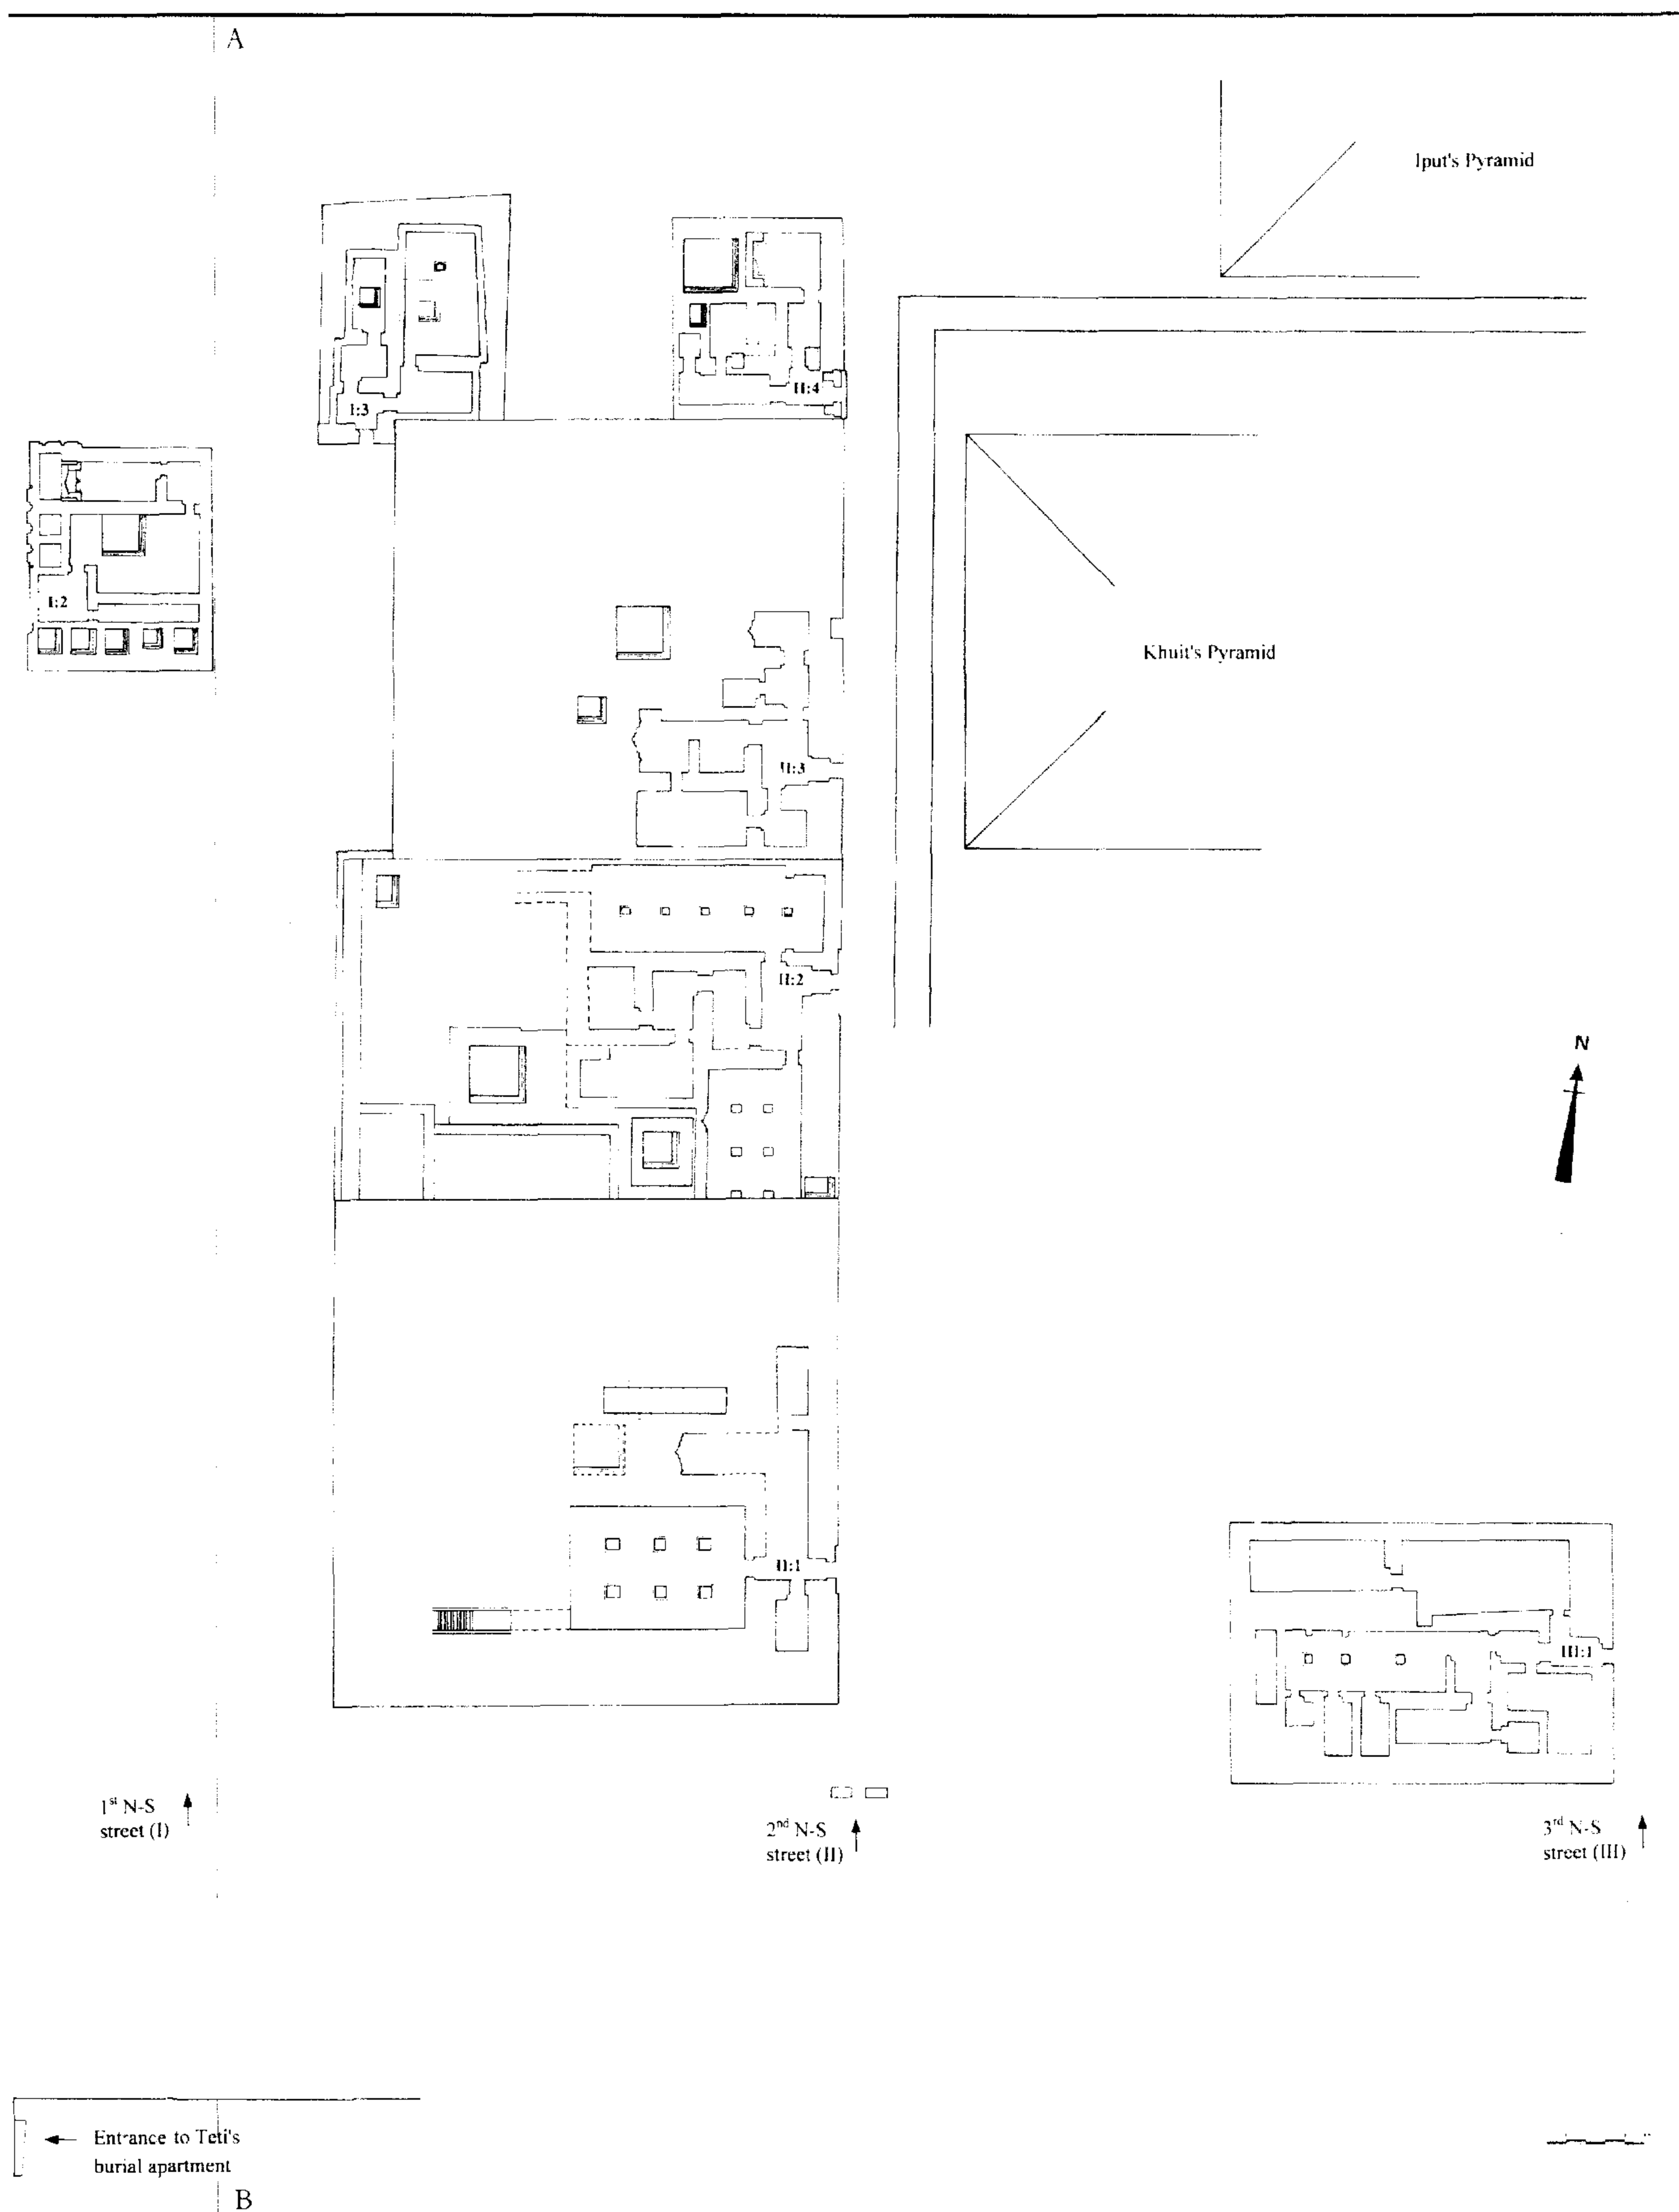 A
Iput's Pyramid
I:3
II:4
I:2
Khuit's Pyramid
II:3
II:2
N
II:1
III:1
1st N-S
street (I)
2nd N-S
street (II)
3rd N-S
street (III)
Entrance to Teti's
burial apartment
B